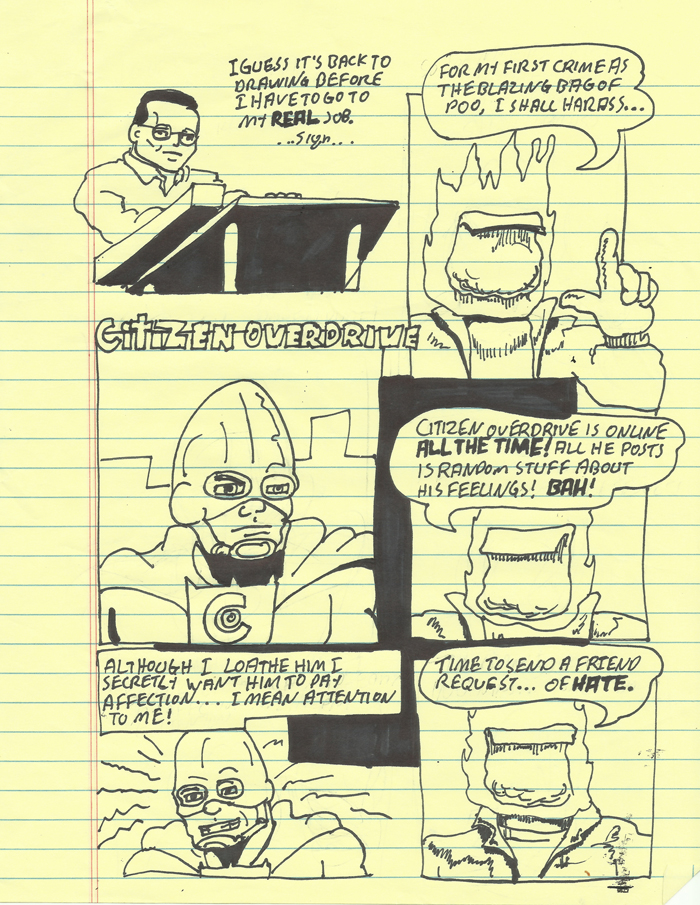 I GUESS IT'S BACK TO
DRAWING BEFORE
I HAVE TO GO TO
MY REAL JOB.
...Sign...
FOR MY FIRST CRIME AS
THE BLAZING BAG OF
POO, I SHALL HARASS...
CITIZEN OVERDRIVE
C
CITIZEN OVERDRIVE IS ONLINE
ALL THE TIME! ALL HE POSTS
IS RANDOM STUFF ABOUT
HIS FEELINGS! BAH!
ALTHOUGH I LOATHE HIM I
SECRETLY WANT HIM TO PAY
AFFECTION... I MEAN ATTENTION
TO ME!
TIME TO SEND A FRIEND
REQUEST... OF HATE.